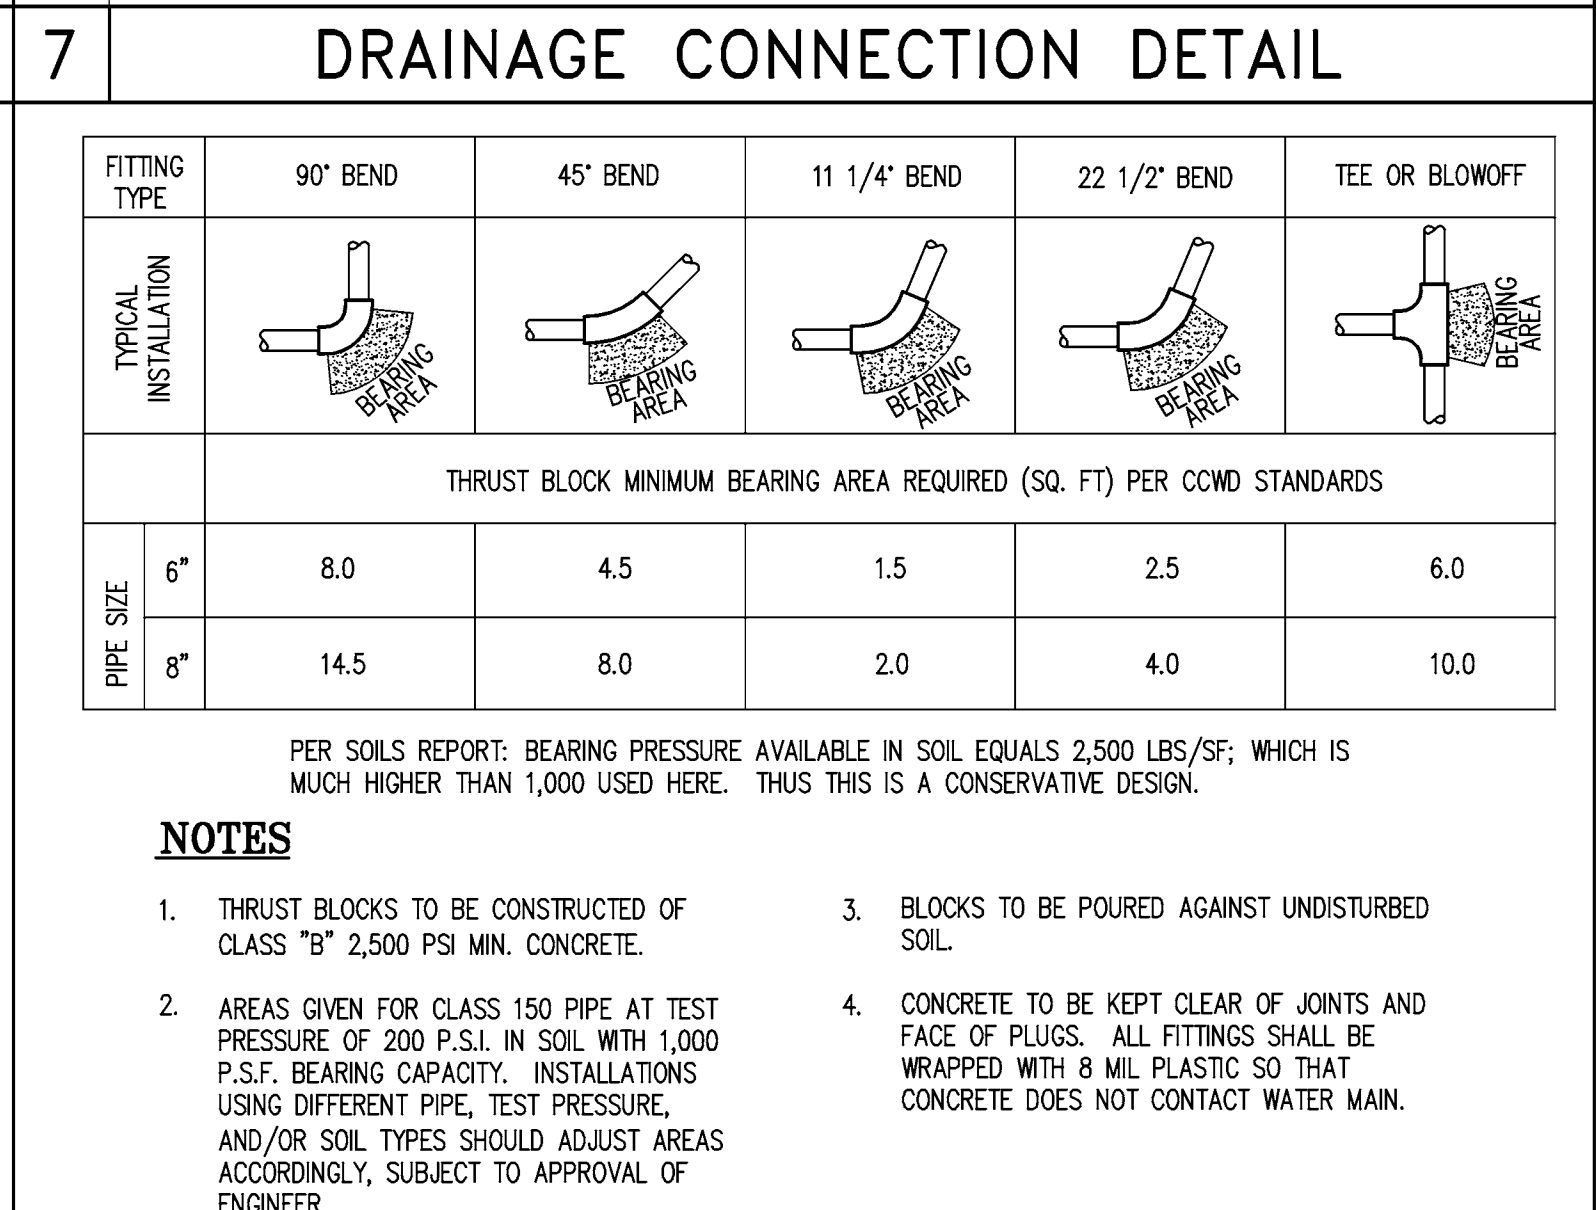 7
DRAINAGE CONNECTION DETAIL
FITTING
TYPE
90° BEND
45° BEND
11 1/4° BEND
22 1/2° BEND
TEE OR BLOWOFF
TYPICAL
INSTALLATION
BEARING
AREA
BEARING
AREA
BEARING
AREA
BEARING
AREA
BEARING
AREA
THRUST BLOCK MINIMUM BEARING AREA REQUIRED (SQ. FT) PER CCWD STANDARDS
PIPE SIZE
6" 8.0 4.5 1.5 2.5 6.0
8" 14.5 8.0 2.0 4.0 10.0
PER SOILS REPORT: BEARING PRESSURE AVAILABLE IN SOIL EQUALS 2,500 LBS/SF; WHICH IS
MUCH HIGHER THAN 1,000 USED HERE. THUS THIS IS A CONSERVATIVE DESIGN.
NOTES
1. THRUST BLOCKS TO BE CONSTRUCTED OF
CLASS "B" 2,500 PSI MIN. CONCRETE.
2. AREAS GIVEN FOR CLASS 150 PIPE AT TEST
PRESSURE OF 200 P.S.I. IN SOIL WITH 1,000
P.S.F. BEARING CAPACITY. INSTALLATIONS
USING DIFFERENT PIPE, TEST PRESSURE,
AND/OR SOIL TYPES SHOULD ADJUST AREAS
ACCORDINGLY, SUBJECT TO APPROVAL OF
ENGINEER
3. BLOCKS TO BE POURED AGAINST UNDISTURBED
SOIL.
4. CONCRETE TO BE KEPT CLEAR OF JOINTS AND
FACE OF PLUGS. ALL FITTINGS SHALL BE
WRAPPED WITH 8 MIL PLASTIC SO THAT
CONCRETE DOES NOT CONTACT WATER MAIN.